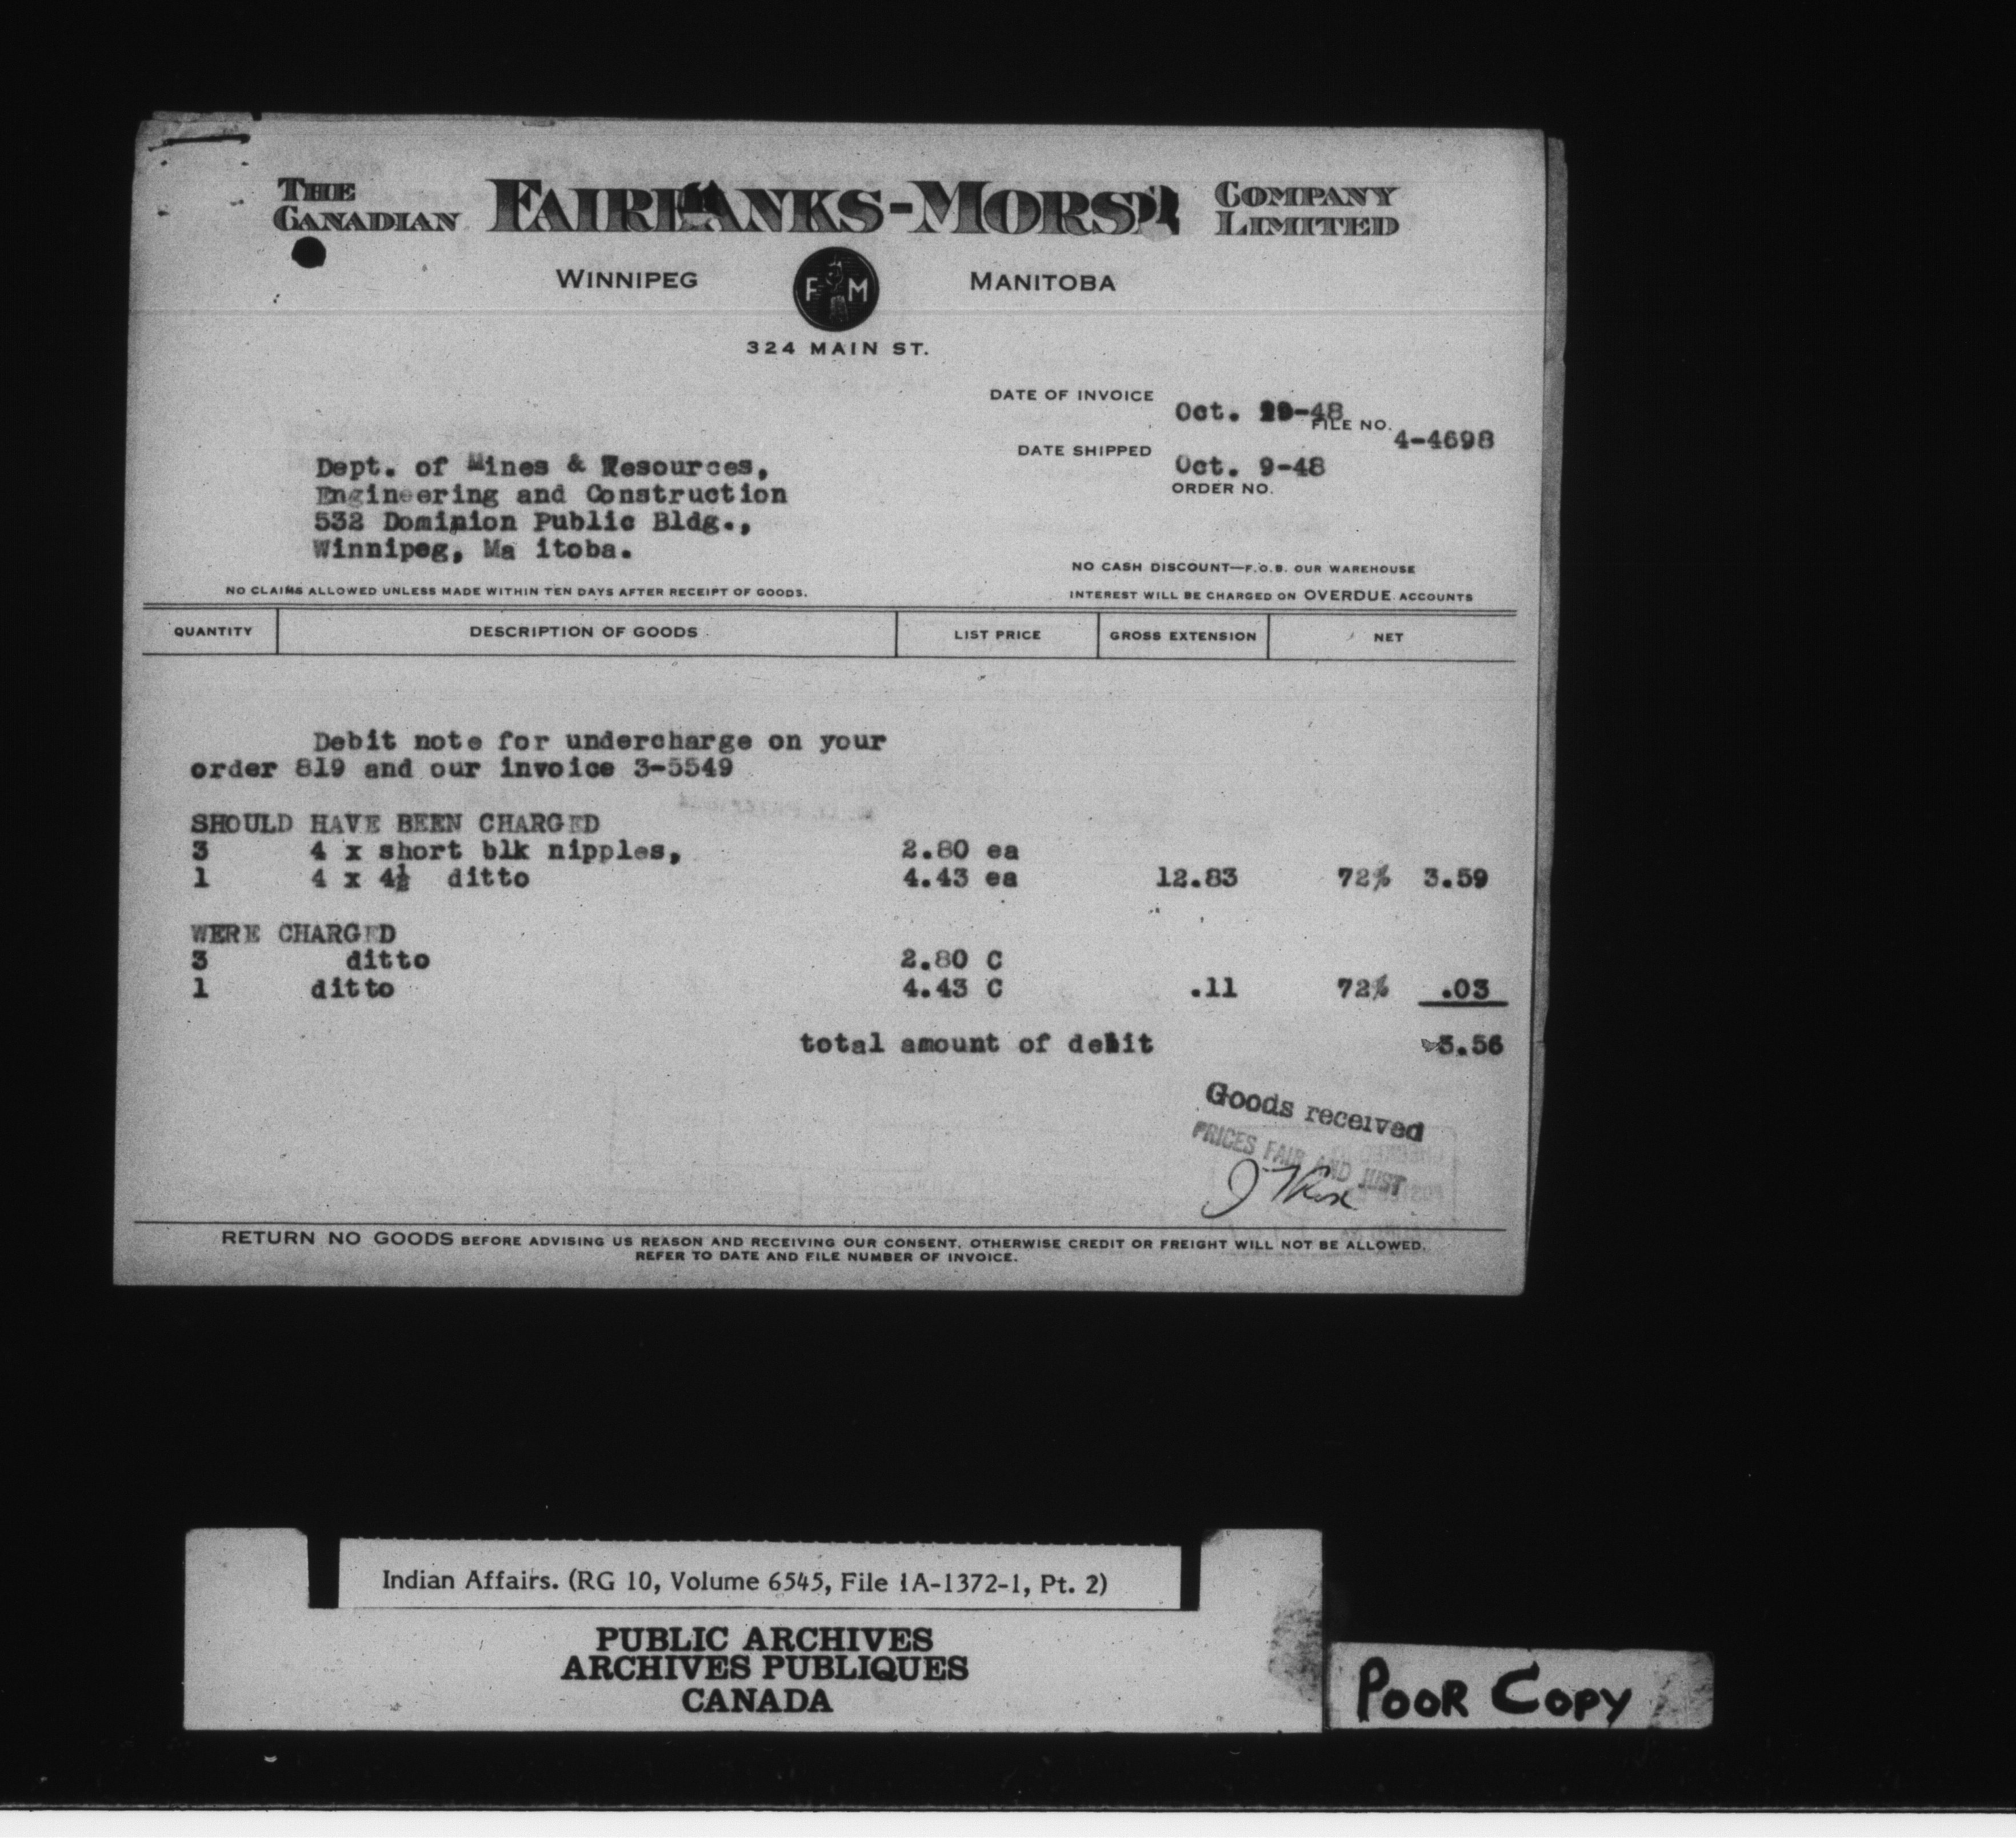 THE CANADIAN FAIRBANKS-MORSE COMPANY LIMITED
WINNIPEG MANITOBA
F M
324 MAIN ST.
DATE OF INVOICE Oct. -48
FILE NO. 4-4698
DATE SHIPPED Oct. 9-48
ORDER NO.
Dept. of Mines & Resources,
Engineering and Construction
532 Dominion Public Bldg.,
Winnipeg, Ma itoba.
NO CASH DISCOUNT—F.O.B. OUR WAREHOUSE
NO CLAIMS ALLOWED UNLESS MADE WITHIN TEN DAYS AFTER RECEIPT OF GOODS.
INTEREST WILL BE CHARGED ON OVERDUE ACCOUNTS
QUANTITY DESCRIPTION OF GOODS LIST PRICE GROSS EXTENSION NET
Debit note for undercharge on your
order 819 and our invoice 3-5549
SHOULD HAVE BEEN CHARGED
3 4 x short blk nipples, 2.80 ea
1 4 x 4½ ditto 4.43 ea 12.83 72% 3.59
WERE CHARGED
3 ditto 2.80 C
1 ditto 4.43 C .11 72% .03
total amount of debit 3.56
Goods received
PRICES FAIR AND JUST
RETURN NO GOODS BEFORE ADVISING US REASON AND RECEIVING OUR CONSENT, OTHERWISE CREDIT OR FREIGHT WILL NOT BE ALLOWED.
REFER TO DATE AND FILE NUMBER OF INVOICE.
Indian Affairs. (RG 10, Volume 6545, File 1A-1372-1, Pt. 2)
PUBLIC ARCHIVES
ARCHIVES PUBLIQUES
CANADA
POOR COPY